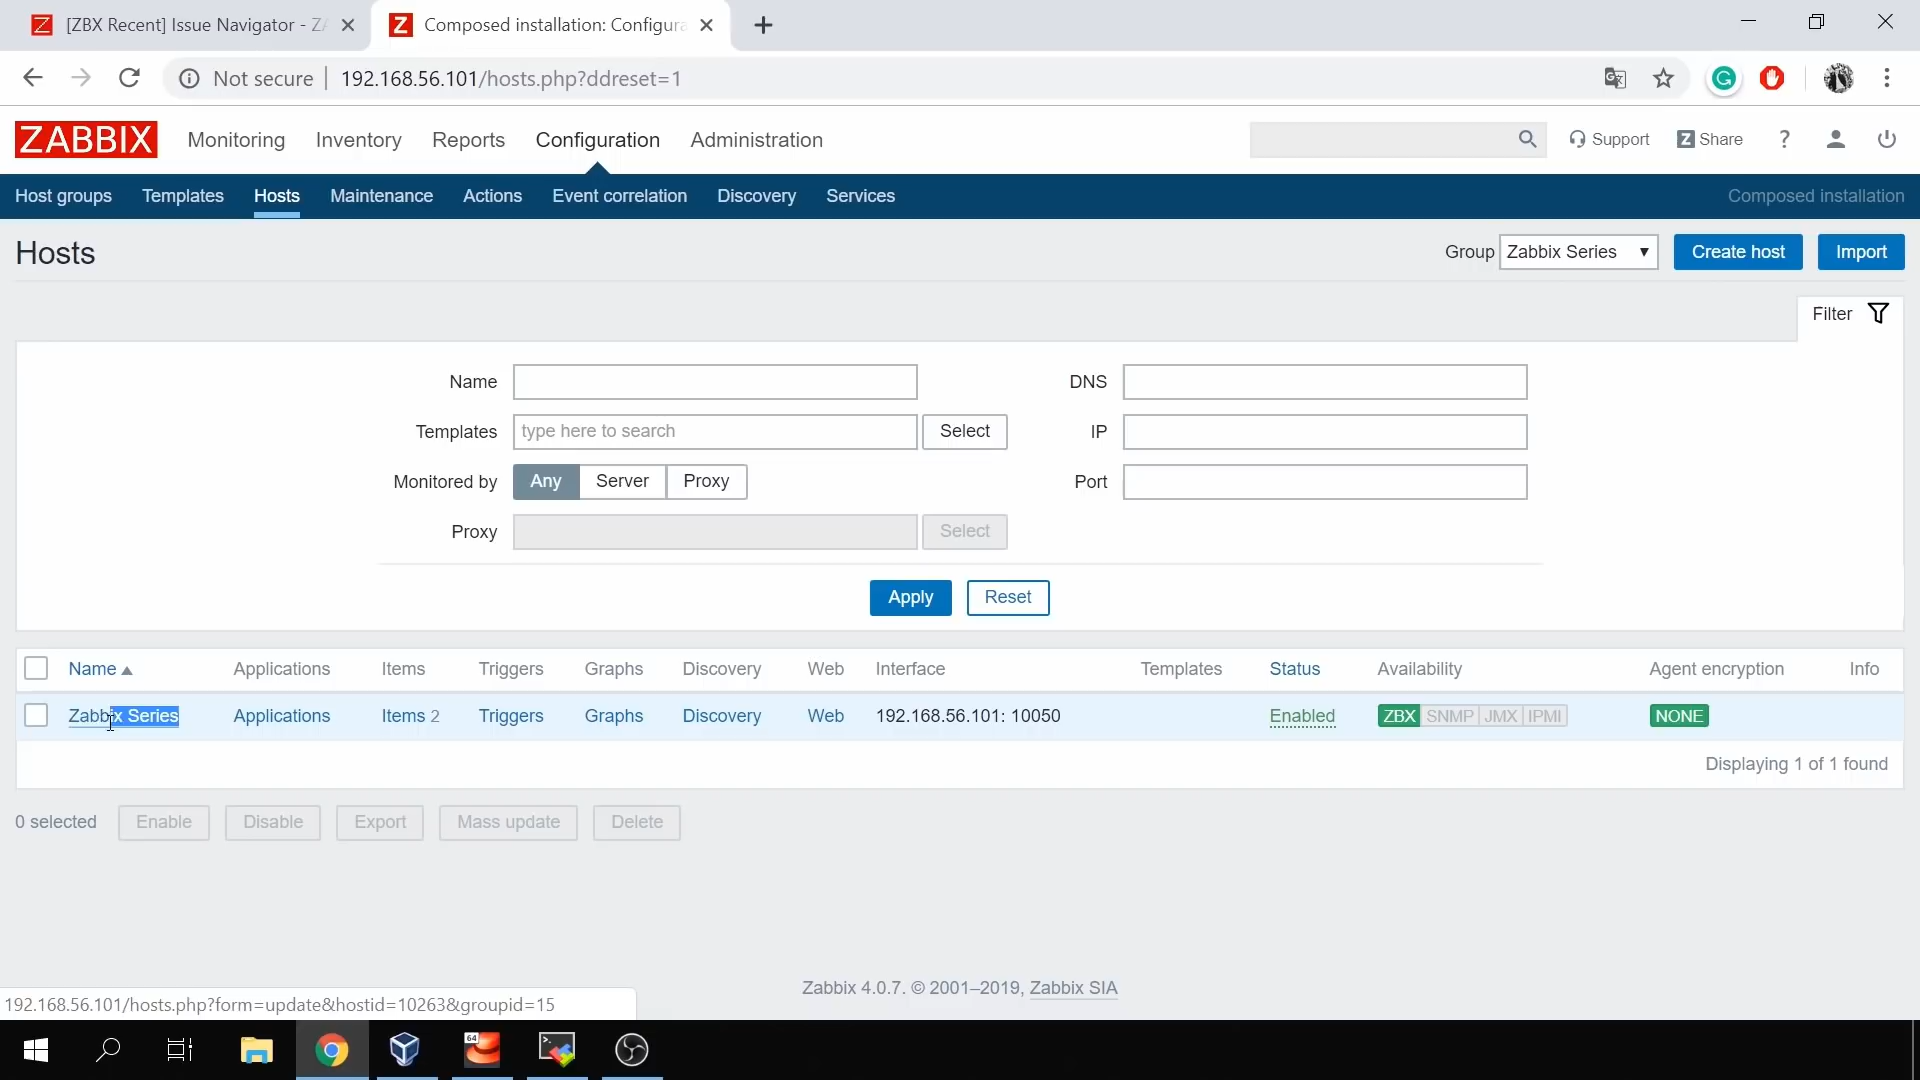 [ZBX Recent] Issue Navigator - ZA
Composed installation: Configura
Not secure | 192.168.56.101/hosts.php?ddreset=1
ZABBIX Monitoring Inventory Reports Configuration Administration Support Z Share ?
Host groups Templates Hosts Maintenance Actions Event correlation Discovery Services Composed installation
Hosts Group Zabbix Series Create host Import
Filter
Name DNS
Templates type here to search Select IP
Monitored by Any Server Proxy Port
Proxy Select
Apply Reset
Name Applications Items Triggers Graphs Discovery Web Interface Templates Status Availability Agent encryption Info
Zabbix Series Applications Items 2 Triggers Graphs Discovery Web 192.168.56.101: 10050 Enabled ZBX SNMP JMX IPMI NONE
Displaying 1 of 1 found
0 selected Enable Disable Export Mass update Delete
Zabbix 4.0.7. © 2001–2019, Zabbix SIA
192.168.56.101/hosts.php?form=update&hostid=10263&groupid=15
64